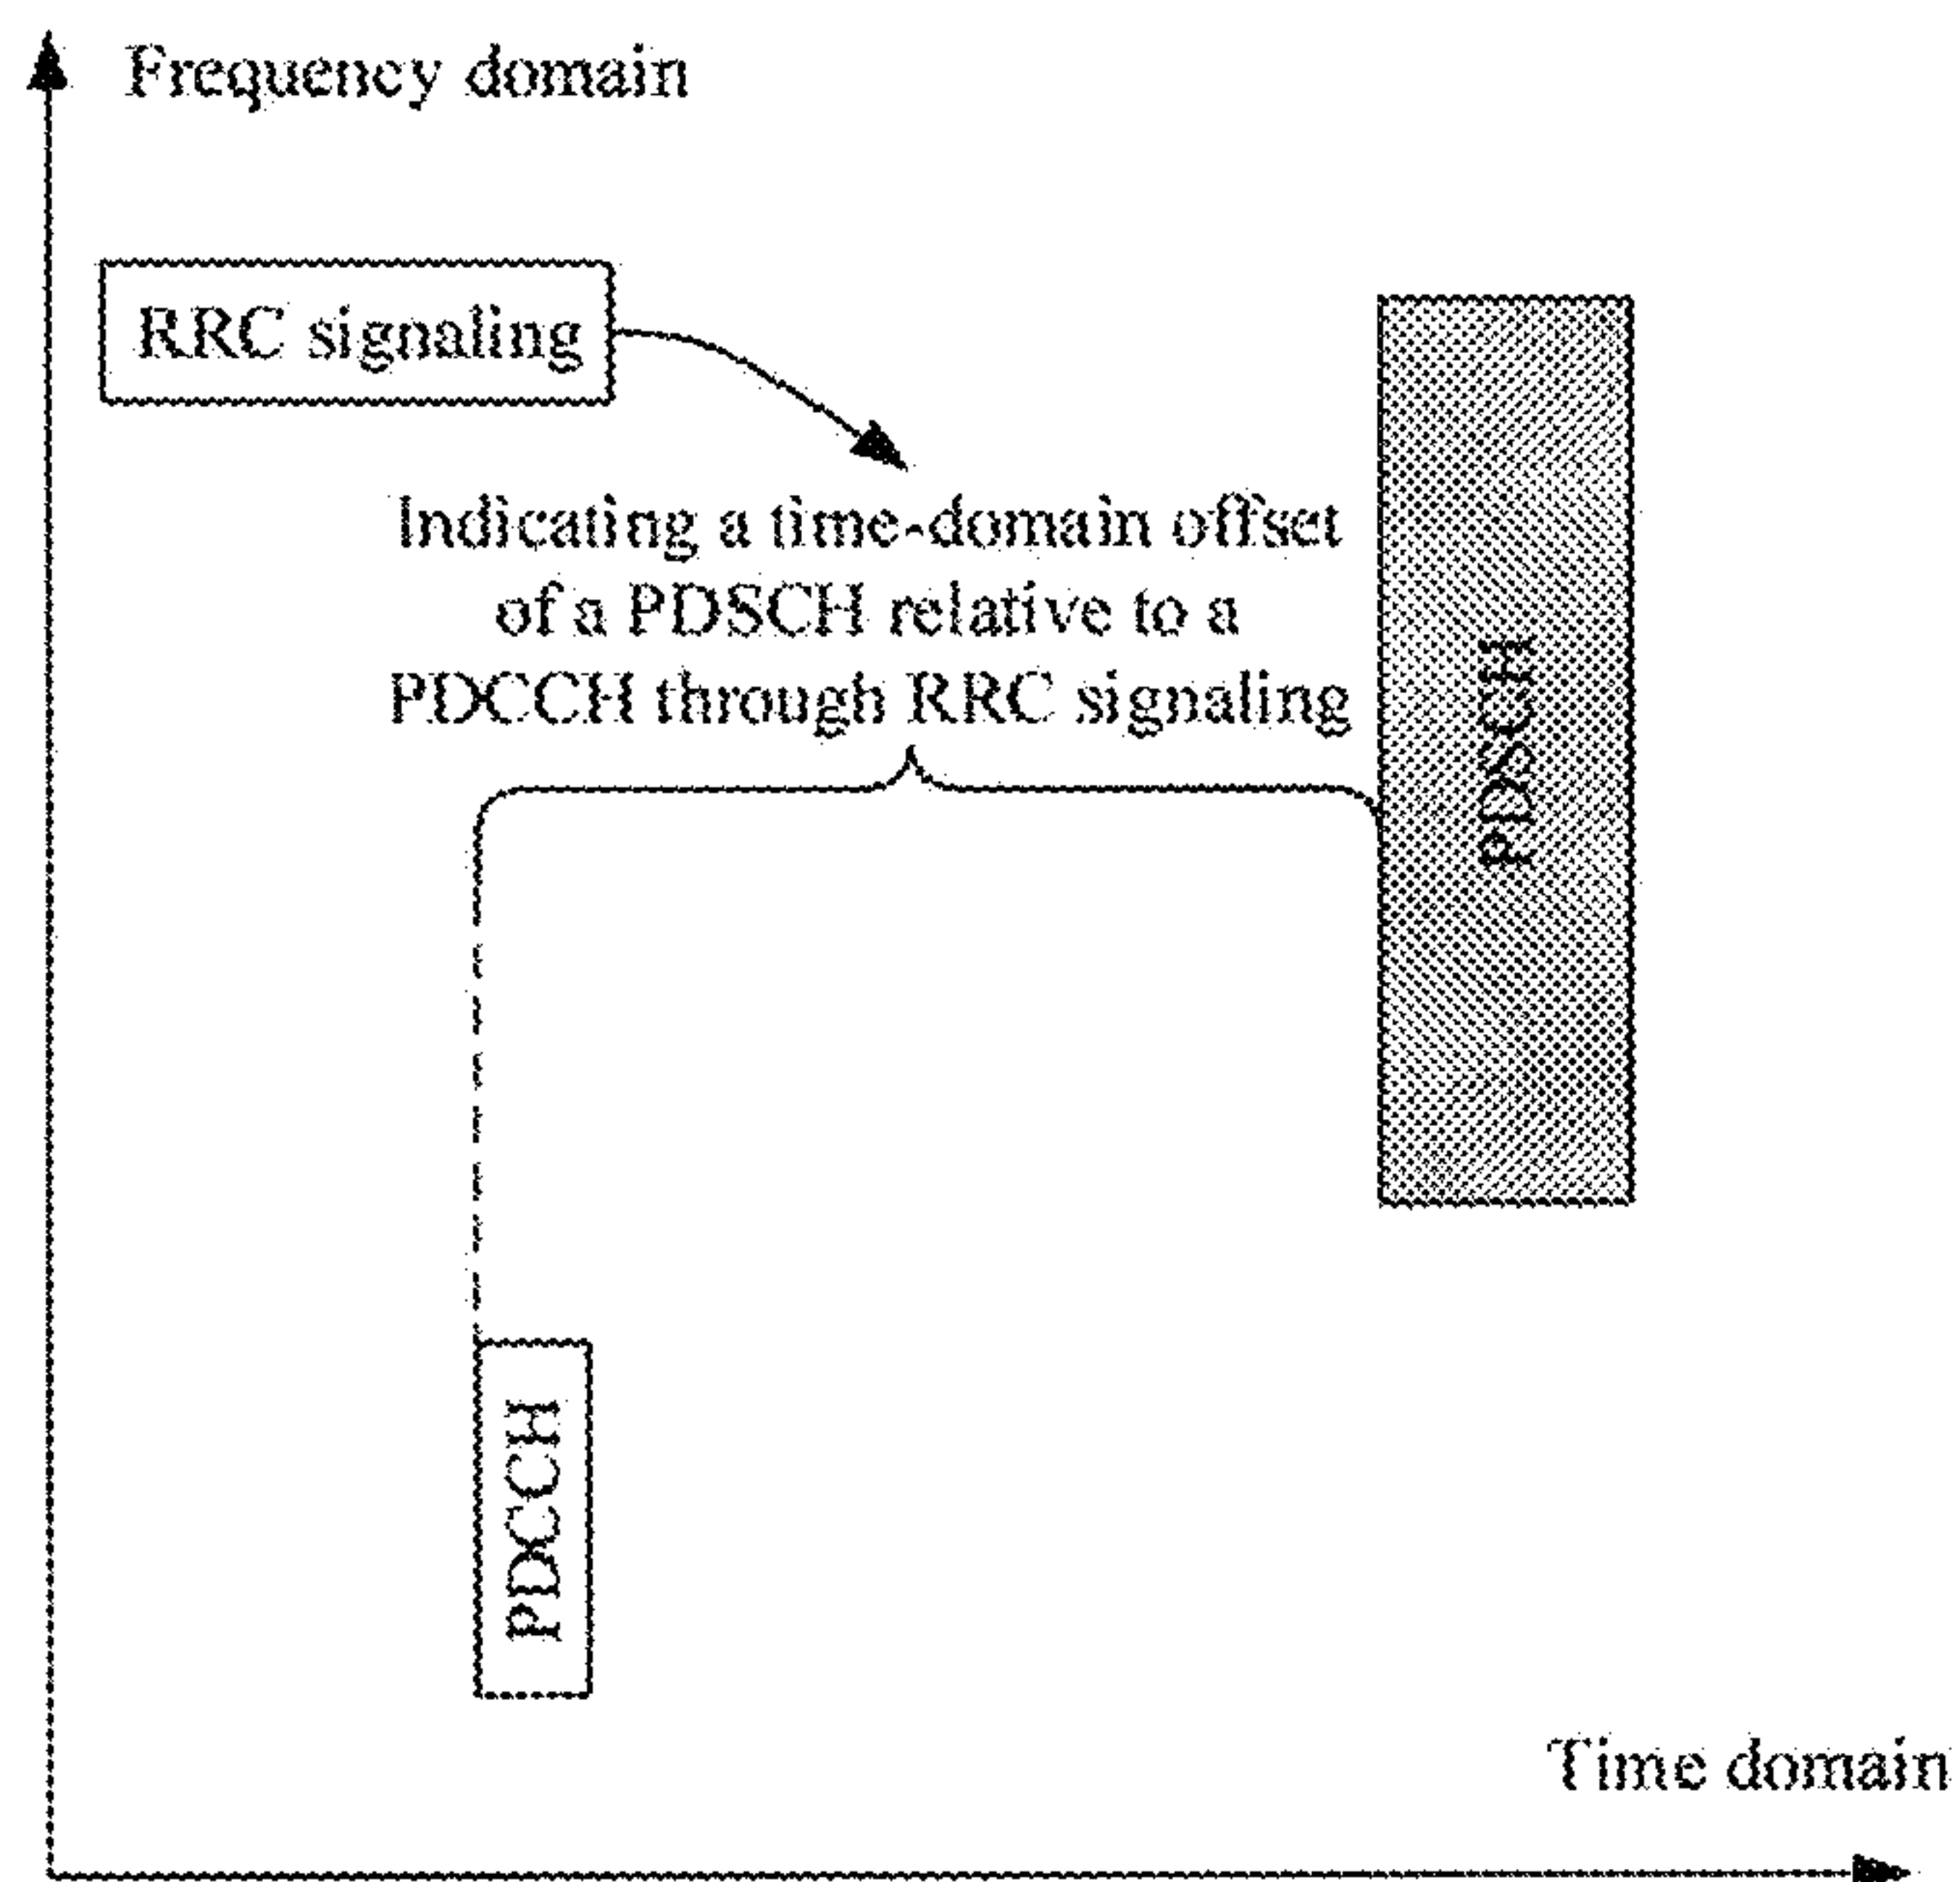 Frequency domain
RRC signaling
Indicating a time-domain offset
of a PDSCH relative to a
PDCCH through RRC signaling
PDSCH
PDCCH
Time domain